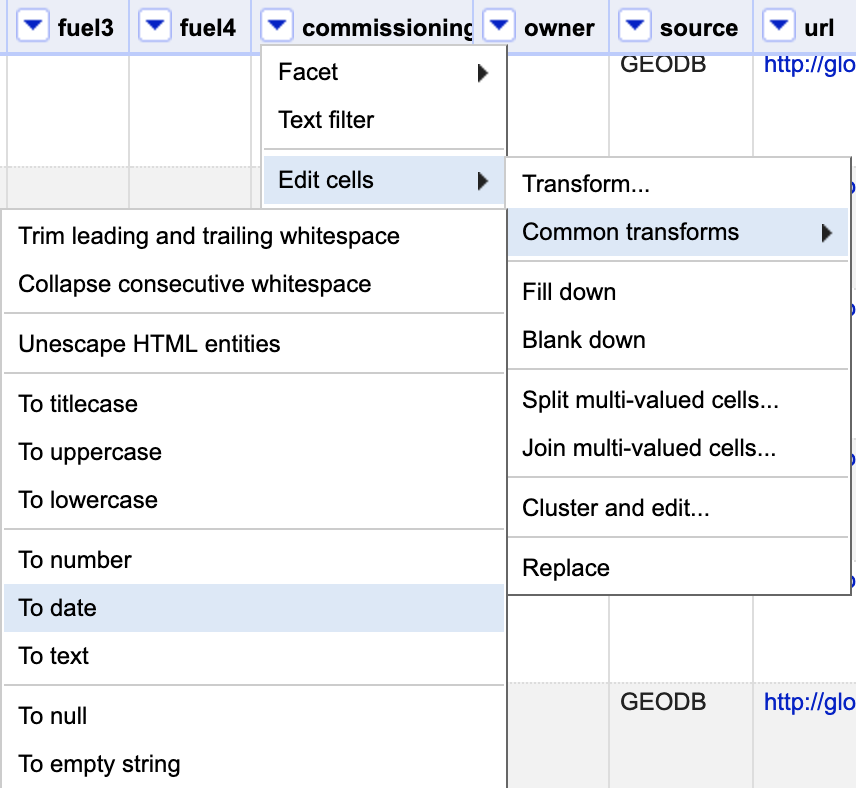 fuel3 fuel4 commissioning owner source url
GEODB http://glo
Facet
Text filter
Edit cells
Transform...
Common transforms
Fill down
Blank down
Split multi-valued cells...
Join multi-valued cells...
Cluster and edit...
Replace
Trim leading and trailing whitespace
Collapse consecutive whitespace
Unescape HTML entities
To titlecase
To uppercase
To lowercase
To number
To date
To text
To null
To empty string
GEODB http://glo